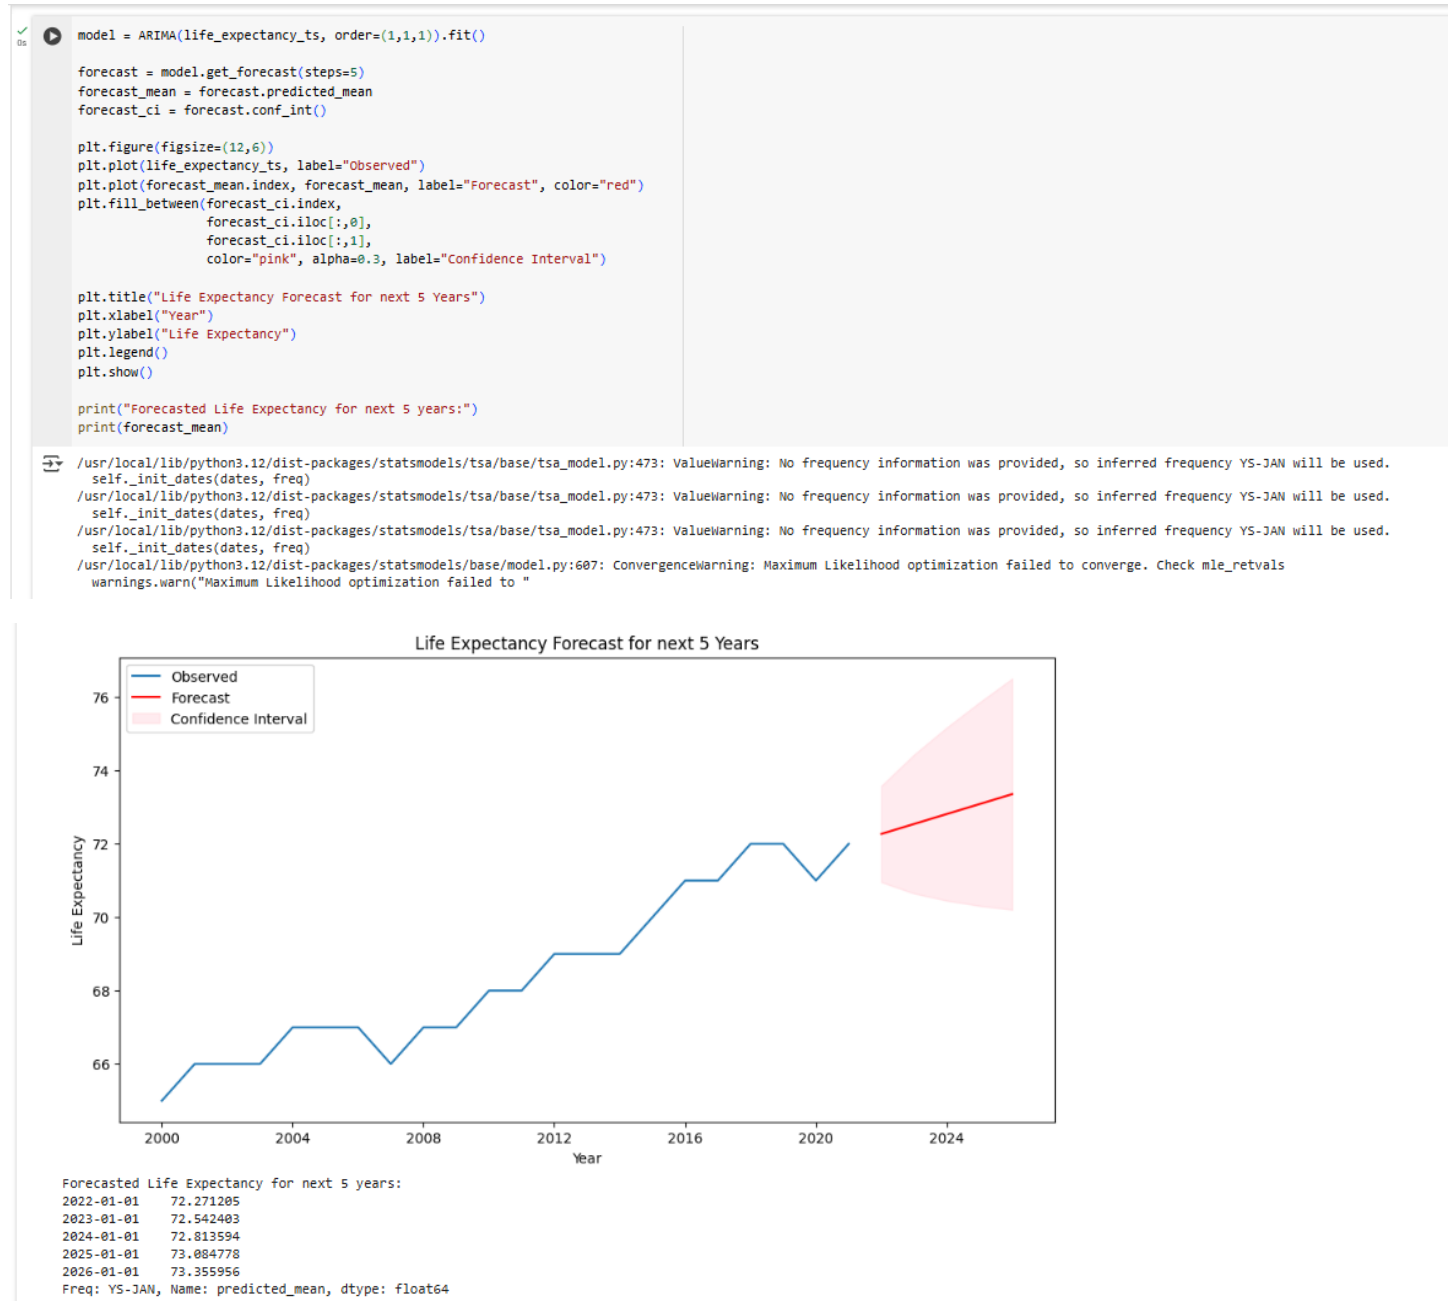 0s
model = ARIMA(life_expectancy_ts, order=(1,1,1)).fit()
forecast = model.get_forecast(steps=5)
forecast_mean = forecast.predicted_mean
forecast_ci = forecast.conf_int()
plt.figure(figsize=(12,6))
plt.plot(life_expectancy_ts, label="Observed")
plt.plot(forecast_mean.index, forecast_mean, label="Forecast", color="red")
plt.fill_between(forecast_ci.index,
forecast_ci.iloc[:,0],
forecast_ci.iloc[:,1],
color="pink", alpha=0.3, label="Confidence Interval")
plt.title("Life Expectancy Forecast for next 5 Years")
plt.xlabel("Year")
plt.ylabel("Life Expectancy")
plt.legend()
plt.show()
print("Forecasted Life Expectancy for next 5 years:")
print(forecast_mean)
/usr/local/lib/python3.12/dist-packages/statsmodels/tsa/base/tsa_model.py:473: ValueWarning: No frequency information was provided, so inferred frequency YS-JAN will be used.
self._init_dates(dates, freq)
/usr/local/lib/python3.12/dist-packages/statsmodels/tsa/base/tsa_model.py:473: ValueWarning: No frequency information was provided, so inferred frequency YS-JAN will be used.
self._init_dates(dates, freq)
/usr/local/lib/python3.12/dist-packages/statsmodels/tsa/base/tsa_model.py:473: ValueWarning: No frequency information was provided, so inferred frequency YS-JAN will be used.
self._init_dates(dates, freq)
/usr/local/lib/python3.12/dist-packages/statsmodels/base/model.py:607: ConvergenceWarning: Maximum Likelihood optimization failed to converge. Check mle_retvals
warnings.warn("Maximum Likelihood optimization failed to "
Life Expectancy Forecast for next 5 Years
Observed
Forecast
Confidence Interval
76
74
72
70
68
66
Life Expectancy
2000 2004 2008 2012 2016 2020 2024
Year
Forecasted Life Expectancy for next 5 years:
2022-01-01 72.271205
2023-01-01 72.542403
2024-01-01 72.813594
2025-01-01 73.084778
2026-01-01 73.355956
Freq: YS-JAN, Name: predicted_mean, dtype: float64